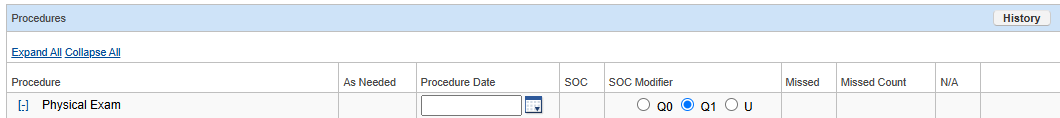 Procedures History
Expand All Collapse All
Procedure As Needed Procedure Date SOC SOC Modifier Missed Missed Count N/A
[-] Physical Exam Q0 Q1 U